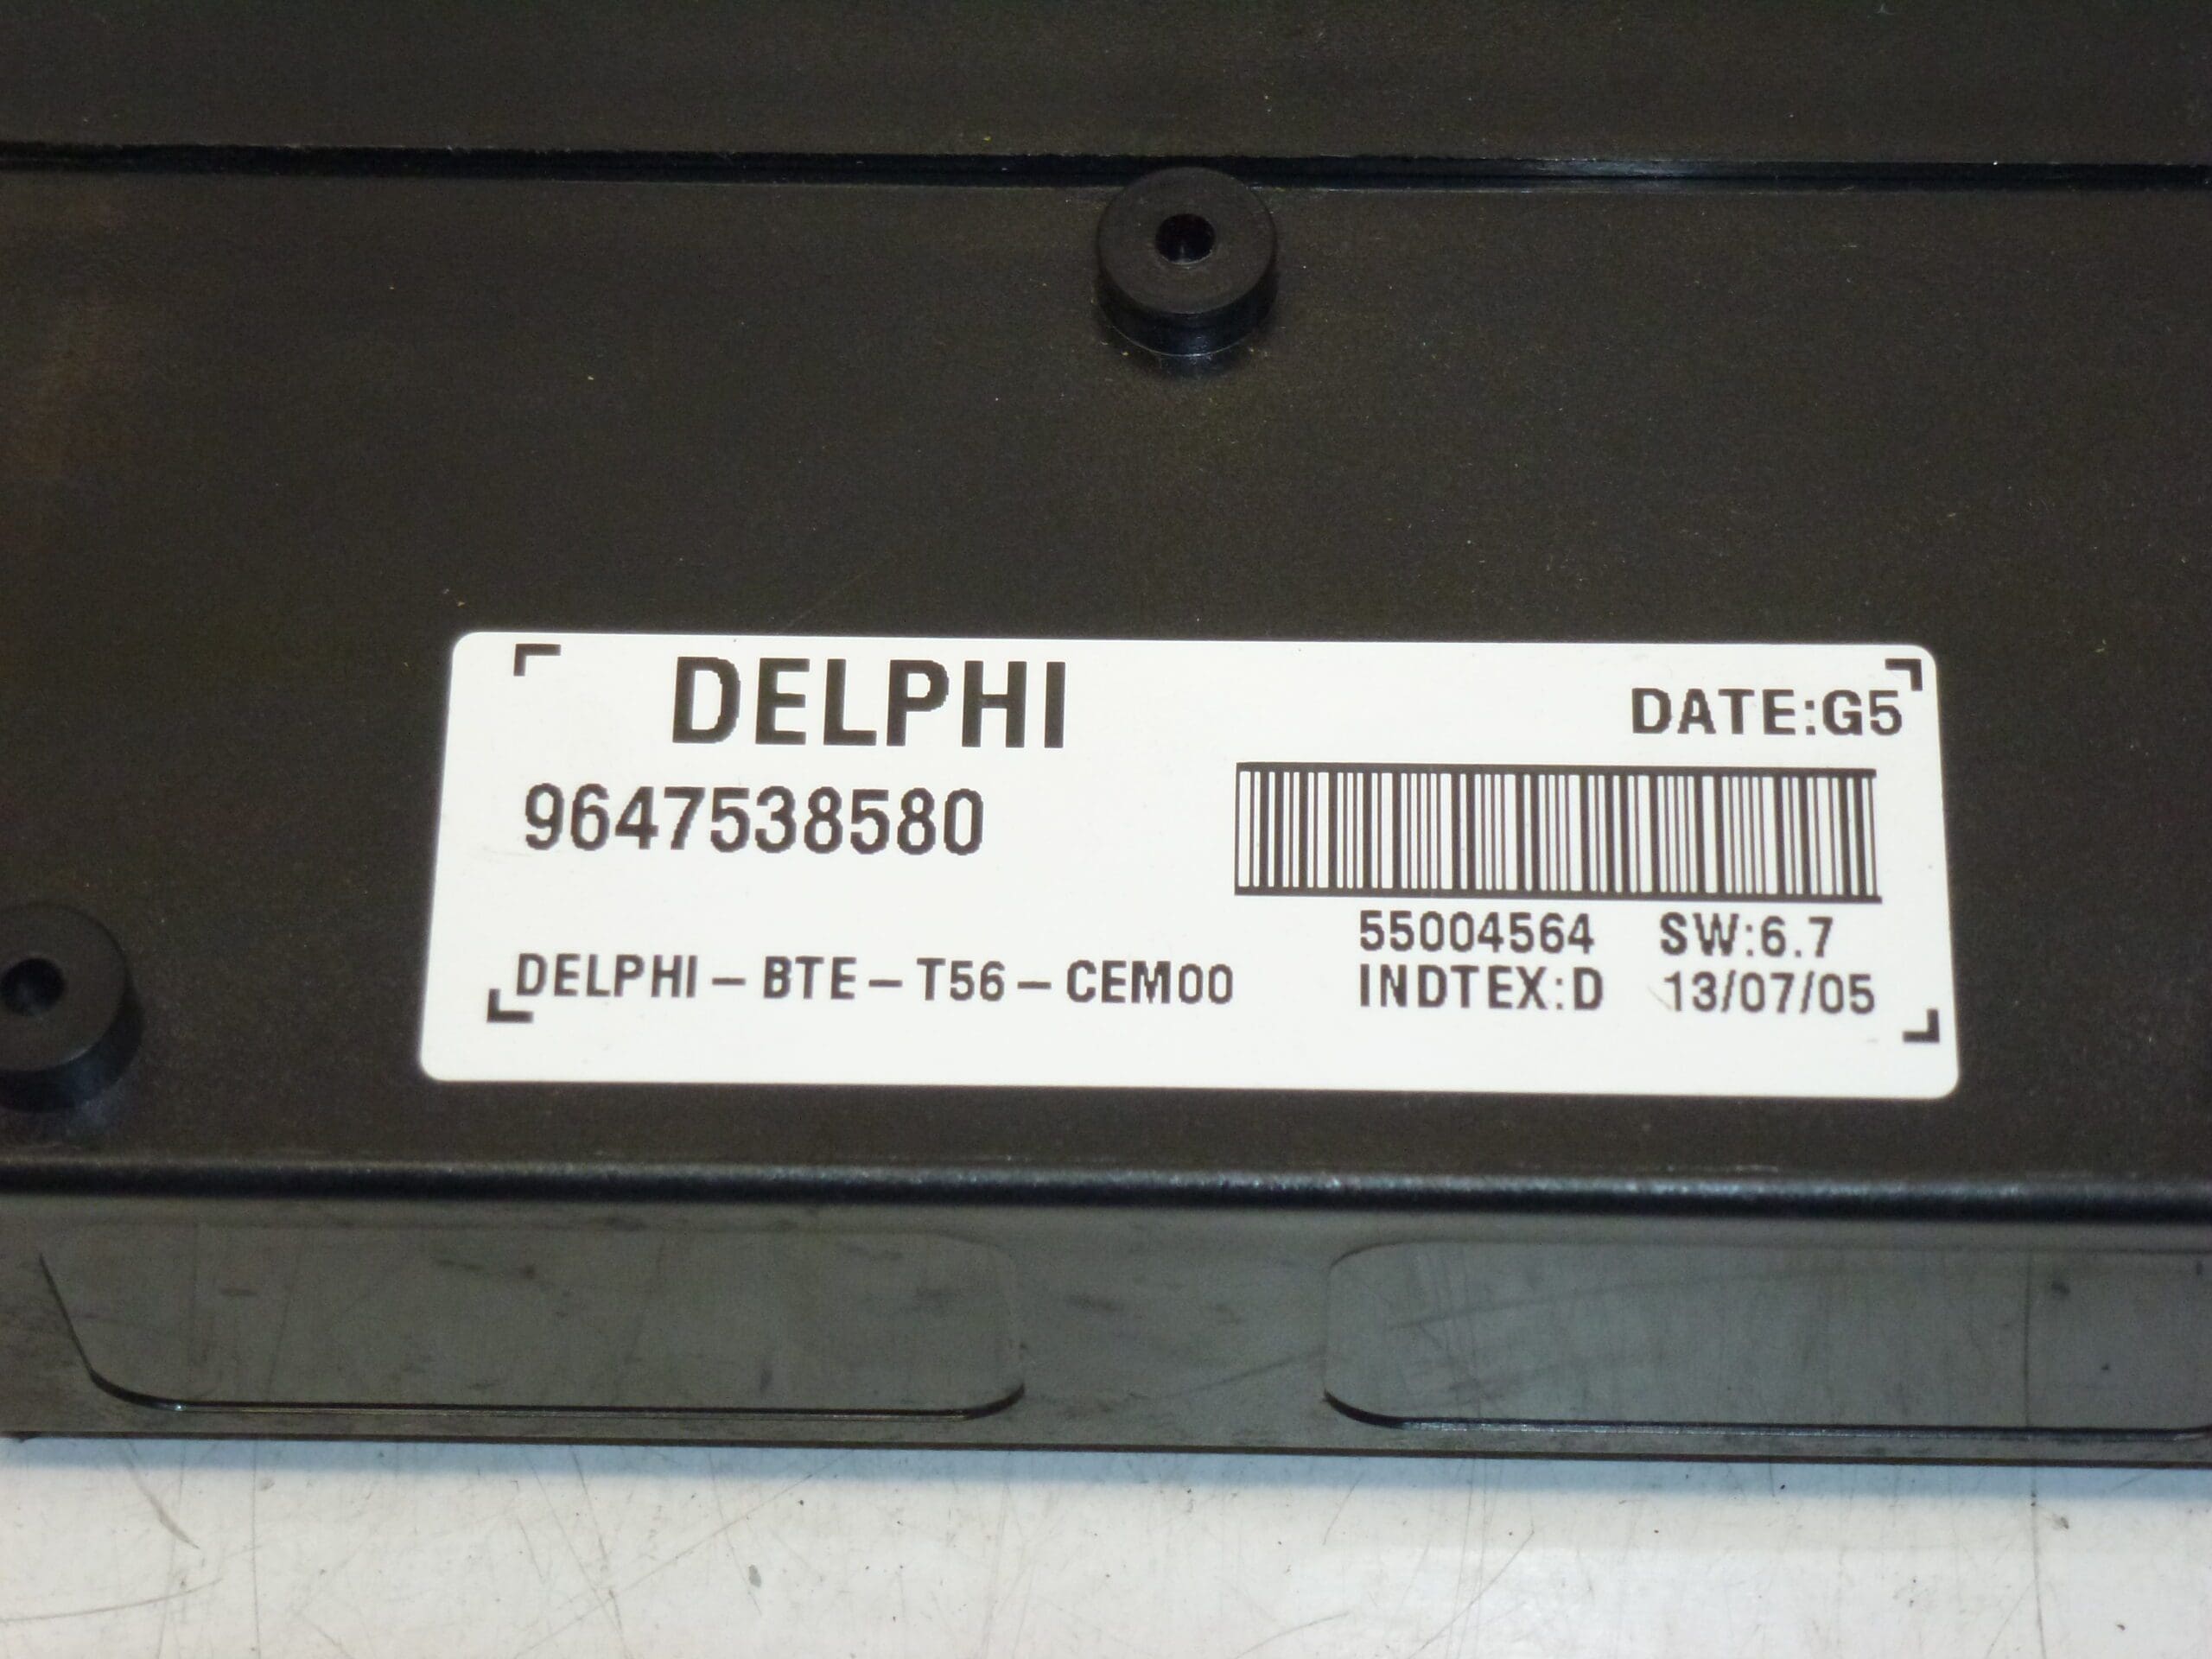 DELPHI
DATE:G5
9647538580
55004564 SW:6.7
DELPHI-BTE-T56-CEM00
INDTEX:D 13/07/05